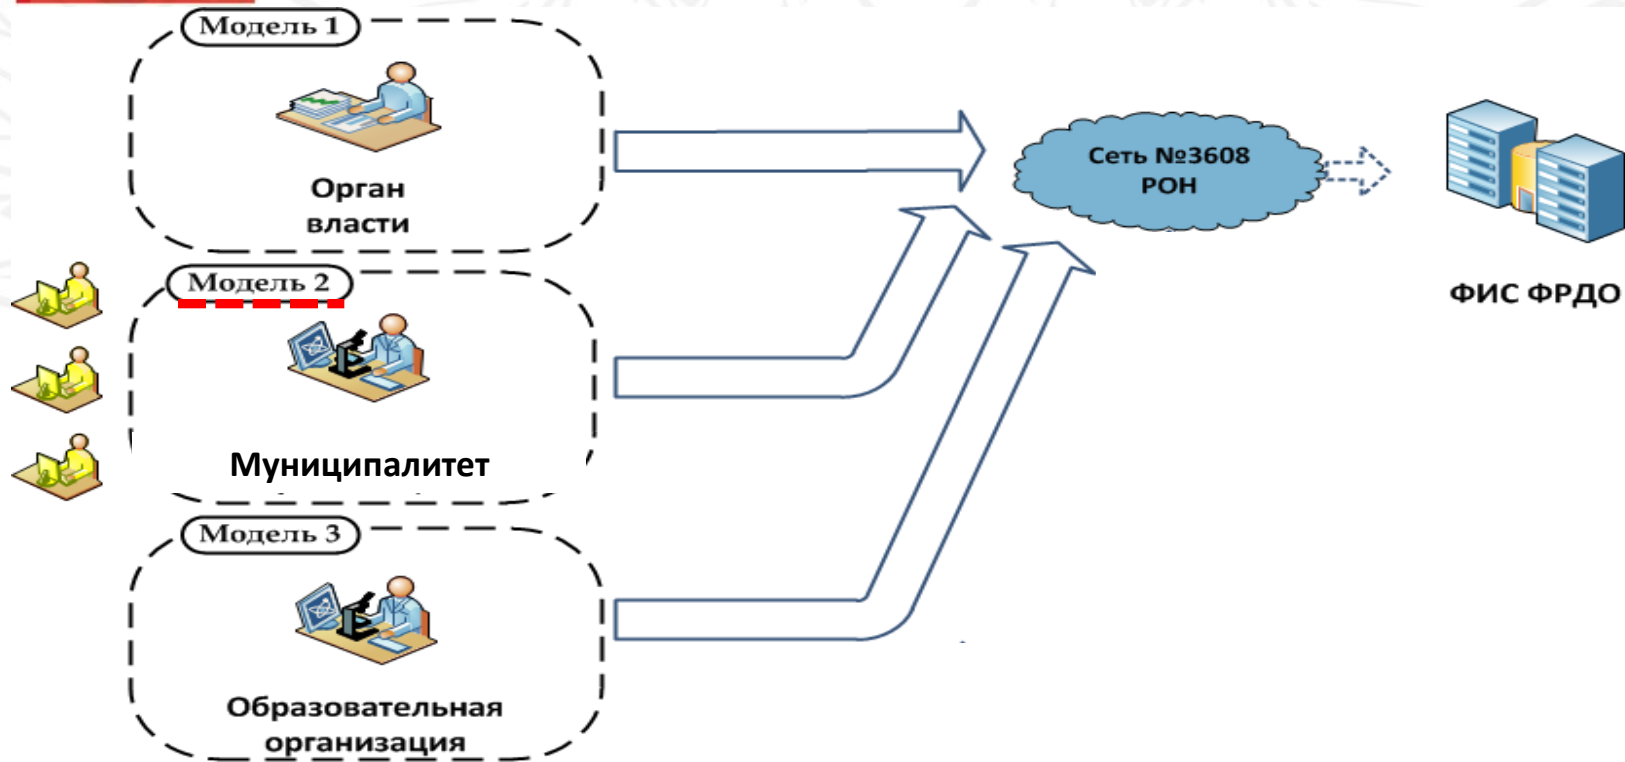 Модель 1
Орган
власти
Модель 2
Муниципалитет
Модель 3
Образовательная
организация
Сеть №3608
РОН
ФИС ФРДО